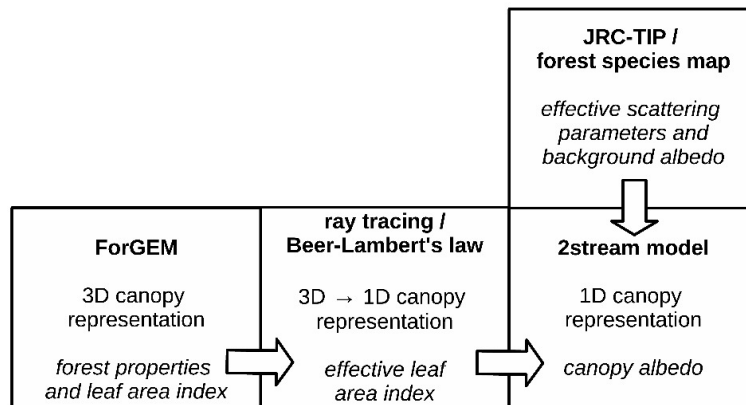 JRC-TIP /
forest species map
effective scattering
parameters and
background albedo
ForGEM
3D canopy
representation
forest properties
and leaf area index
ray tracing /
Beer-Lambert's law
3D → 1D canopy
representation
effective leaf
area index
2stream model
1D canopy
representation
canopy albedo